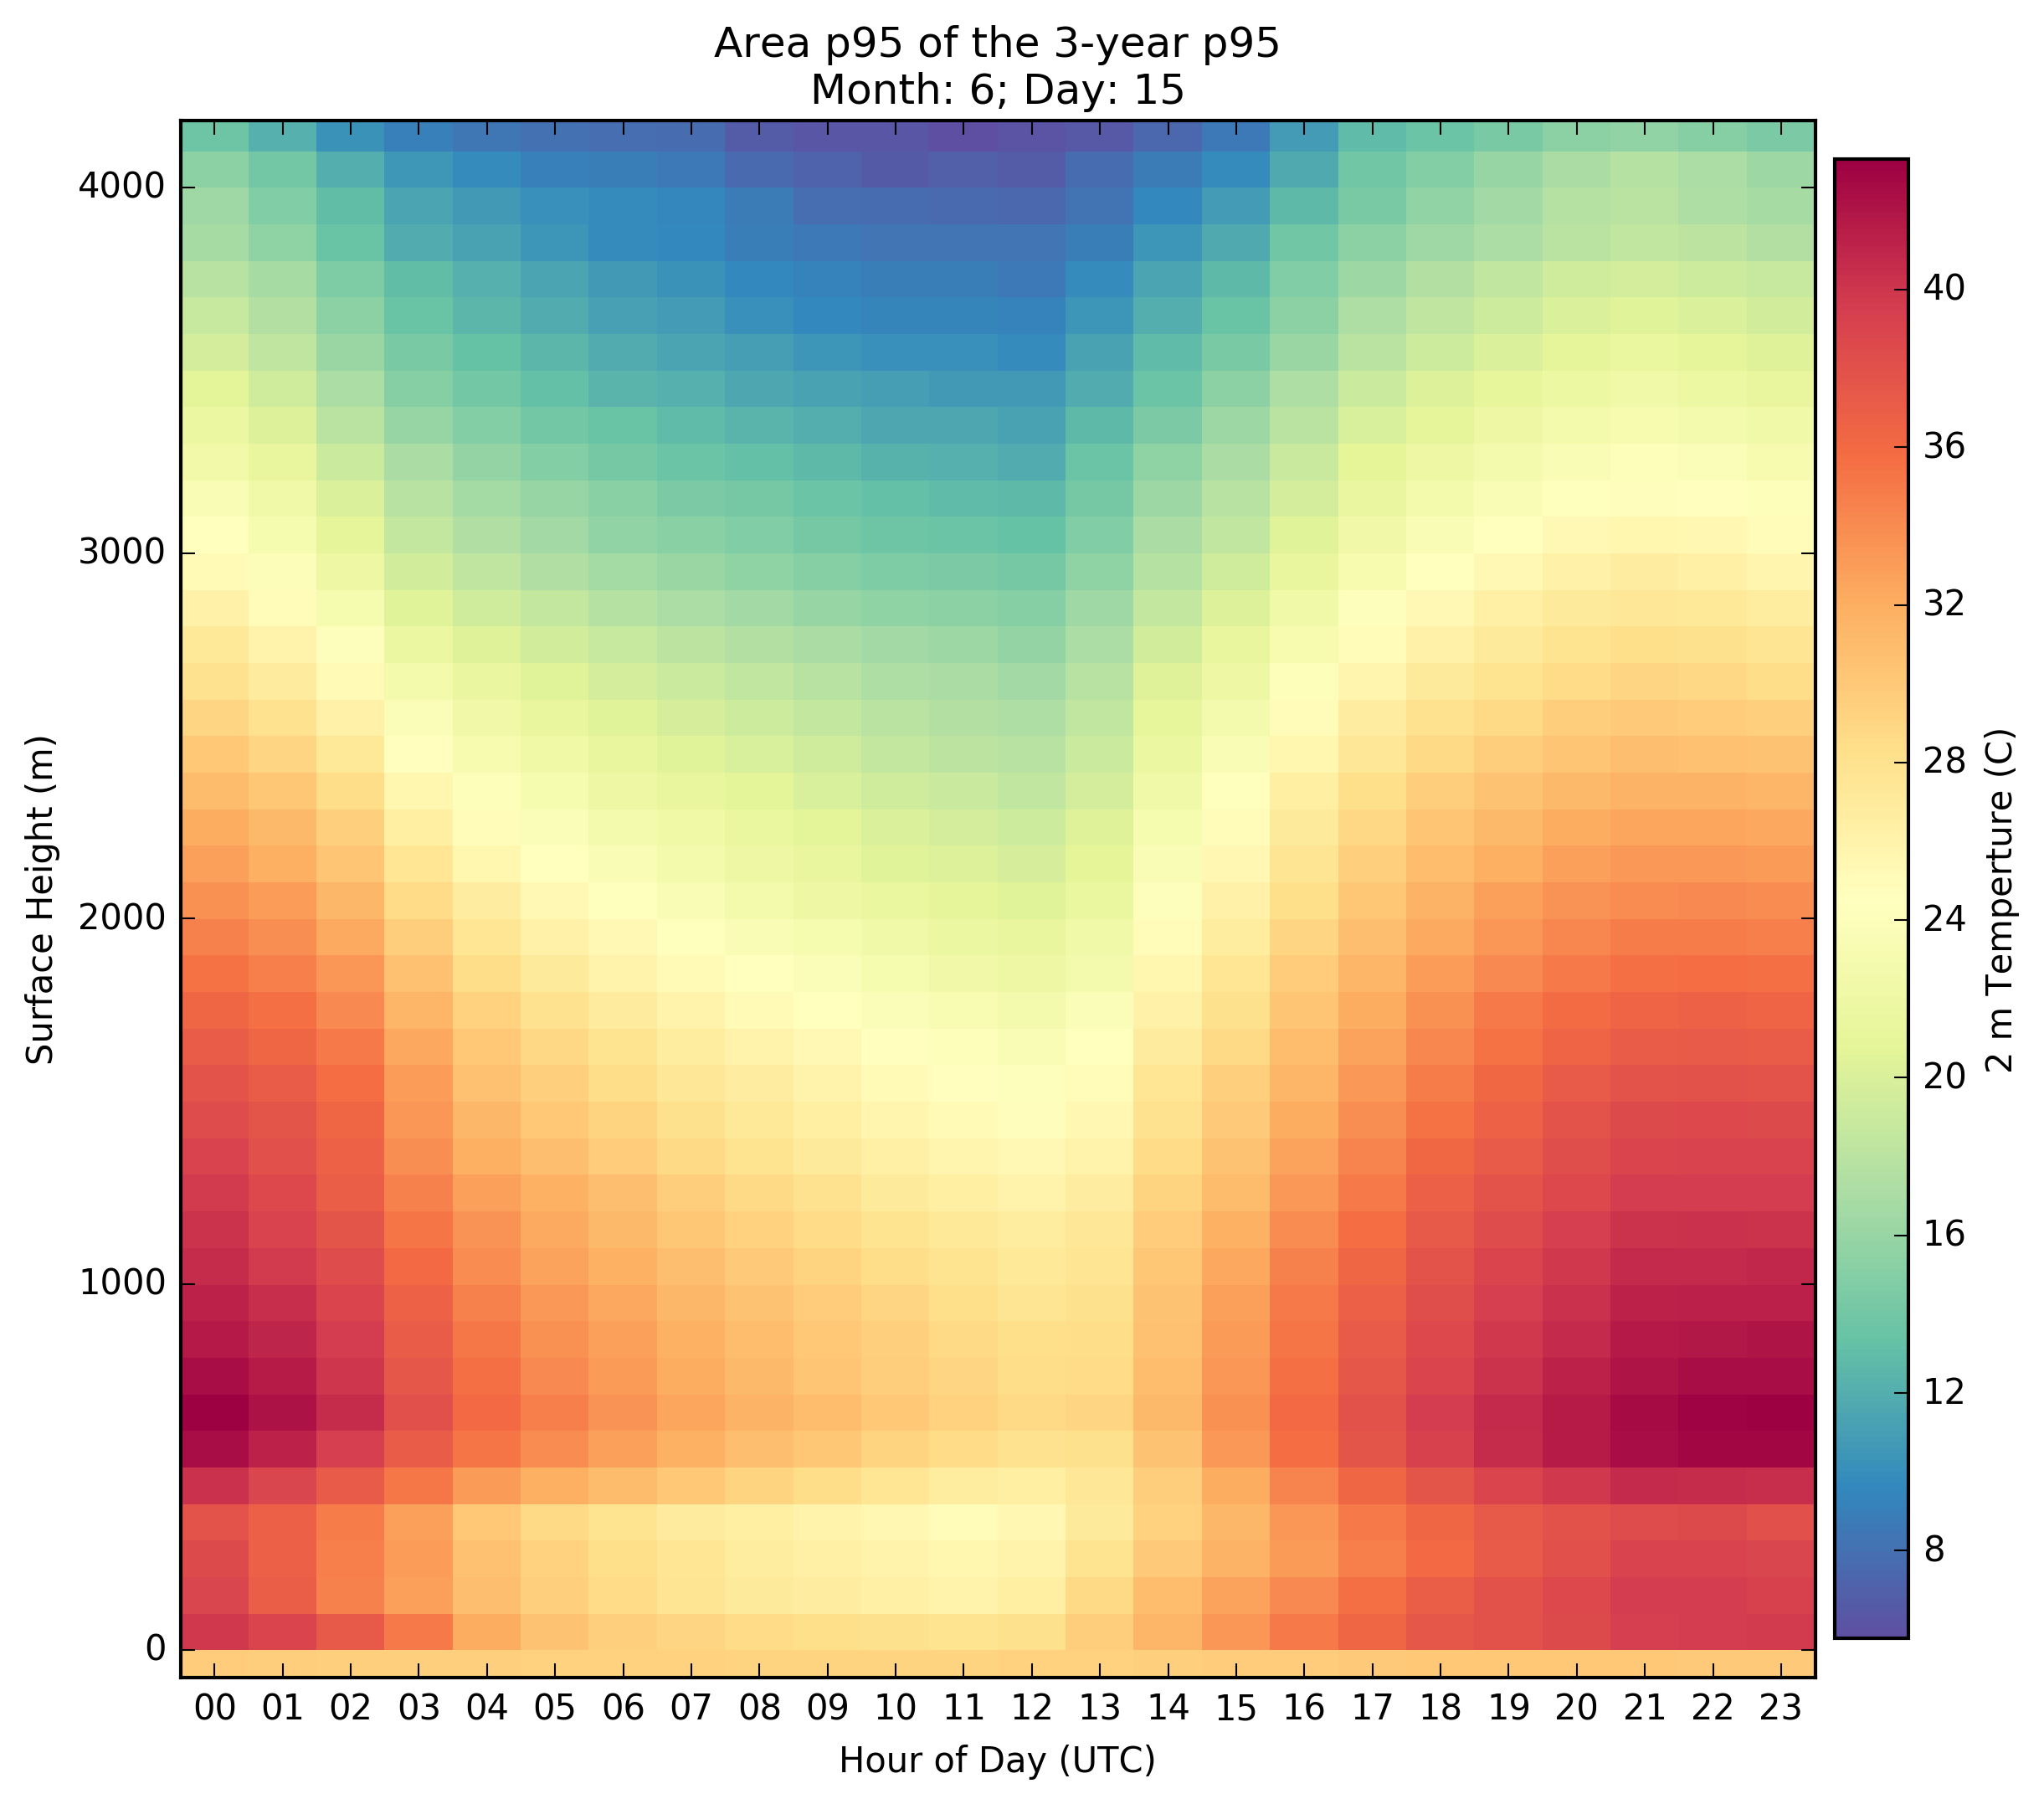 Area p95 of the 3-year p95
Month: 6; Day: 15
4000
3000
2000
1000
0
Surface Height (m)
00 01 02 03 04 05 06 07 08 09 10 11 12 13 14 15 16 17 18 19 20 21 22 23
Hour of Day (UTC)
40
36
32
28
24
20
16
12
8
2 m Temperture (C)